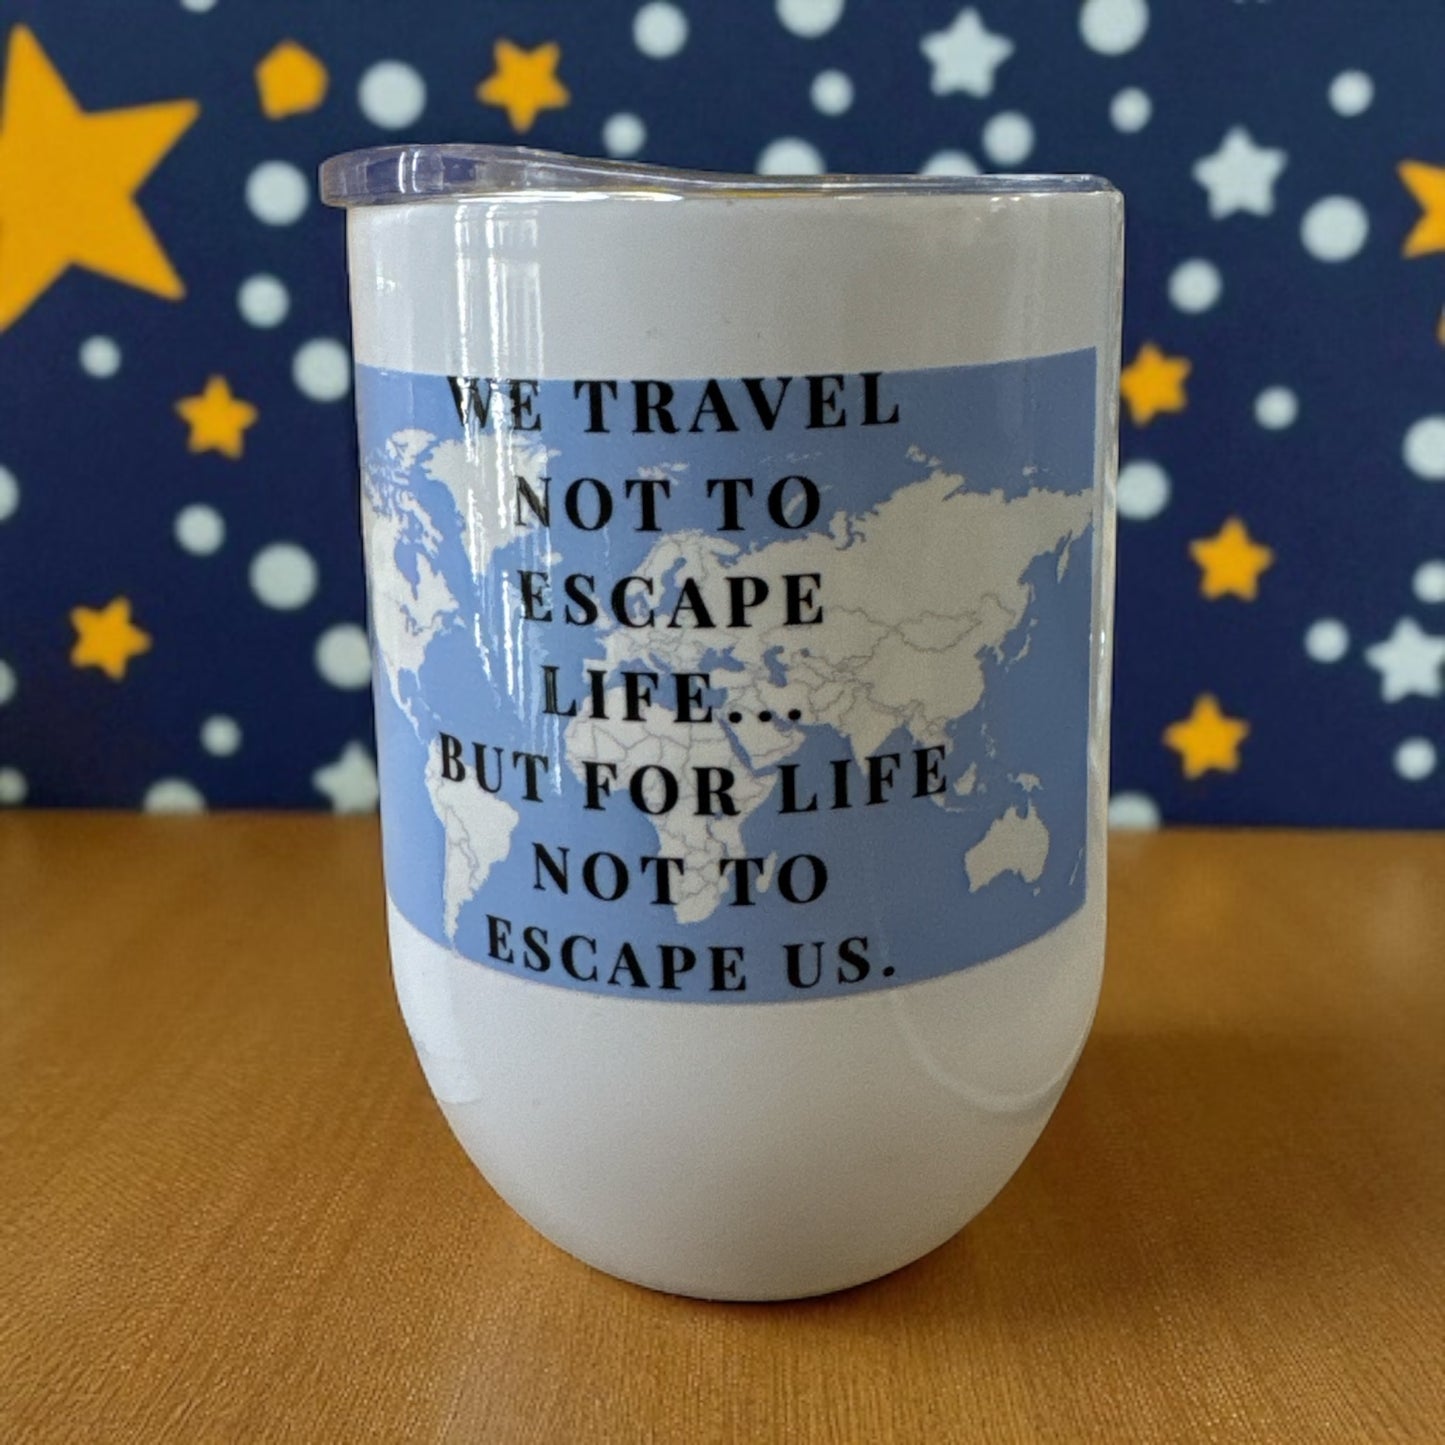 WE TRAVEL
NOT TO
ESCAPE
LIFE...
BUT FOR LIFE
NOT TO
ESCAPE US.